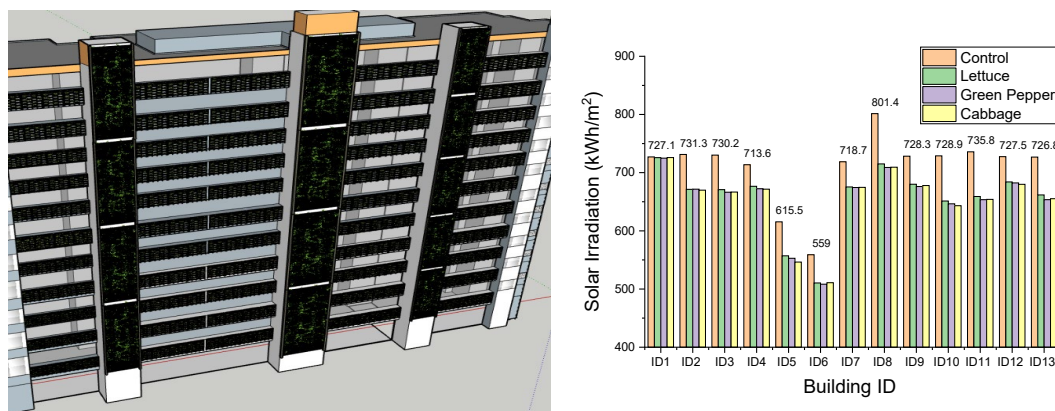 900
800
700
600
500
400
Solar Irradiation (kWh/m²)
Control
Lettuce
Green Pepper
Cabbage
727.1
731.3
730.2
713.6
615.5
559
718.7
801.4
728.3
728.9
735.8
727.5
726.8
ID1 ID2 ID3 ID4 ID5 ID6 ID7 ID8 ID9 ID10 ID11 ID12 ID13
Building ID